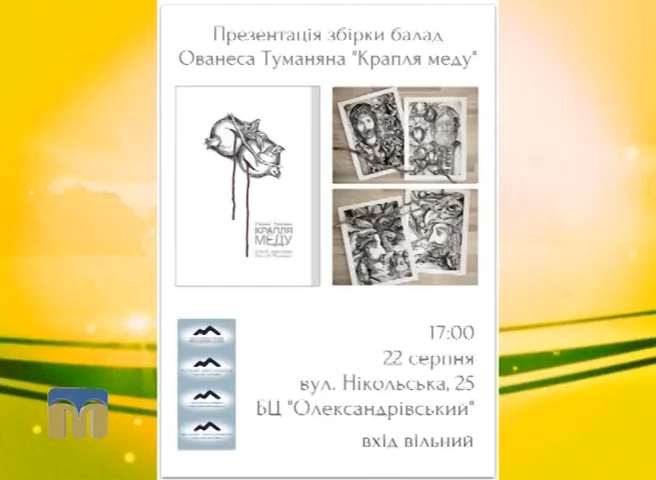 Презентація збірки балад
Ованеса Туманяна "Крапля меду"
КРАПЛЯ
МЕДУ
17:00
22 серпня
вул. Нікольська, 25
БЦ "Олександрівський"
вхід вільний